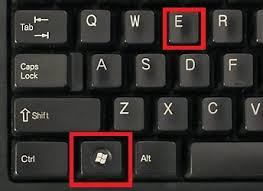 Tab Q W E R
Caps Lock A S D F
Shift Z X C
Ctrl Alt